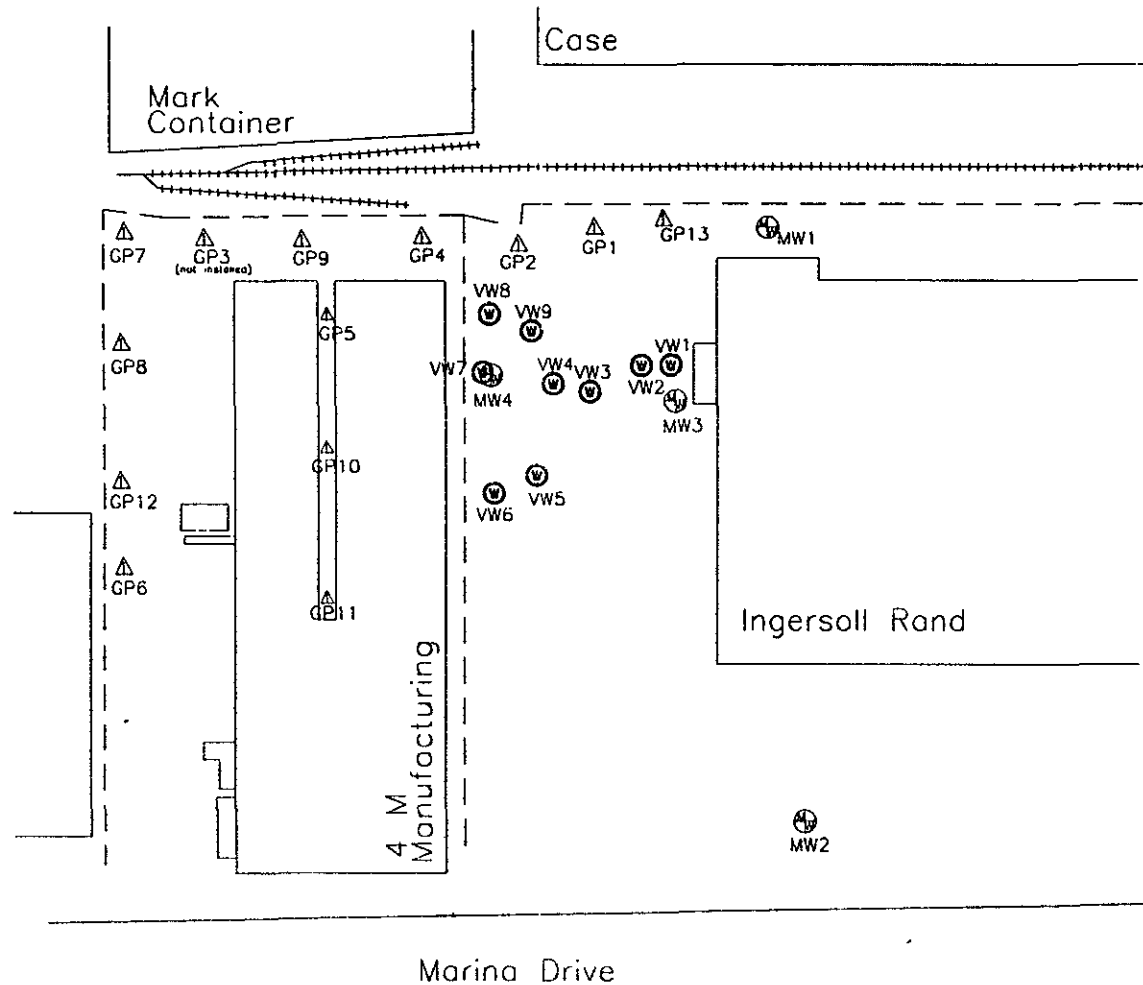 Case
Mark
Container
GP7
GP3
(not installed)
GP9
GP4
GP2
GP1
GP13
MW1
VW8
VW9
GP5
GP8
VW7
MW4
VW4
VW3
VW2
VW1
MW3
GP10
GP12
VW6
VW5
GP6
GP11
Ingersoll Rand
4 M
Manufacturing
MW2
Marina Drive